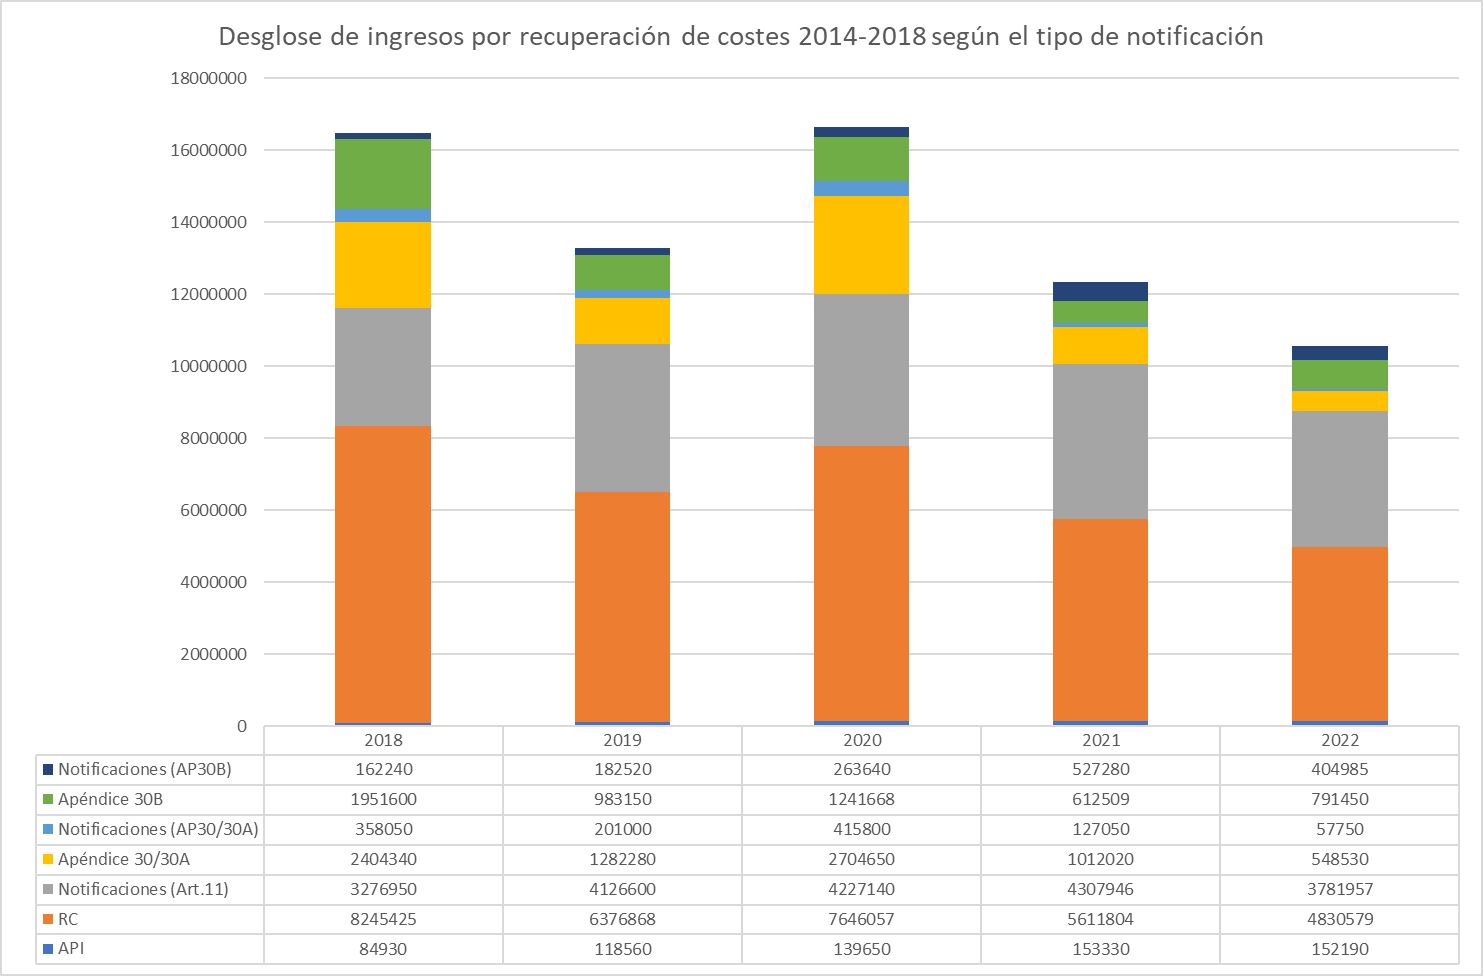 Desglose de ingresos por recuperación de costes 2014-2018 según el tipo de notificación
18000000
16000000
14000000
12000000
10000000
8000000
6000000
4000000
2000000
0
2018 2019 2020 2021 2022
Notificaciones (AP30B) 162240 182520 263640 527280 404985
Apéndice 30B 1951600 983150 1241668 612509 791450
Notificaciones (AP30/30A) 358050 201000 415800 127050 57750
Apéndice 30/30A 2404340 1282280 2704650 1012020 548530
Notificaciones (Art.11) 3276950 4126600 4227140 4307946 3781957
RC 8245425 6376868 7646057 5611804 4830579
API 84930 118560 139650 153330 152190